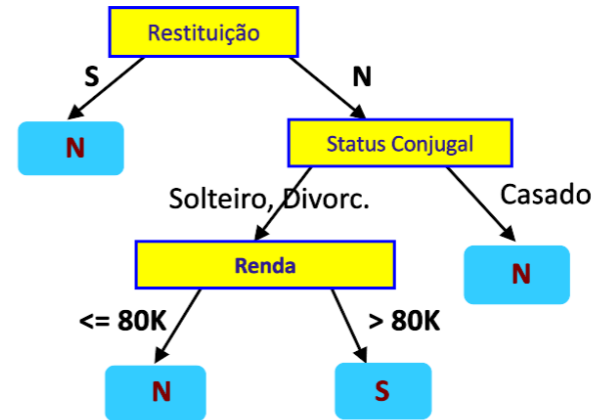 Restituição
S
N
N
Status Conjugal
Solteiro, Divorc.
Casado
Renda
N
<= 80K
> 80K
N
S